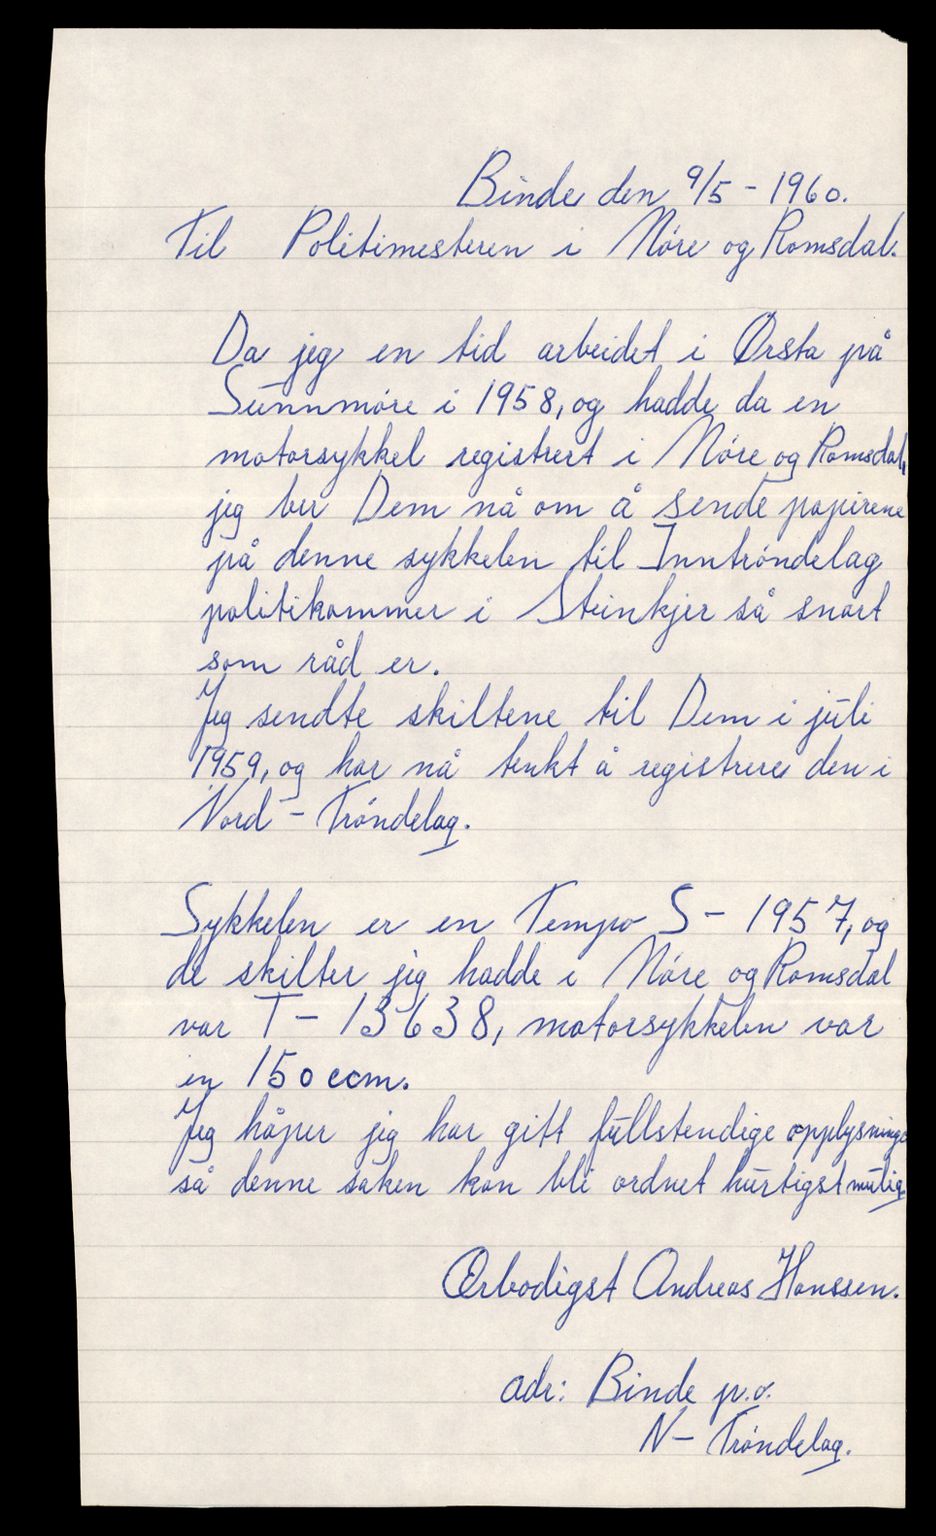 Binde den 9/5 - 1960.
Til Politimesteren i Møre og Romsdal.
Da jeg en tid arbeidet i Ørsta på
Sunnmøre i 1958, og hadde da en
motorsykkel registrert i Møre og Romsdal,
jeg ber Dem nå om å sende papirene
på denne sykkelen til Inntrøndelag
politikammer i Steinkjer så snart
som råd er.
Jeg sendte skiltene til Dem i juli
1959, og har nå tenkt å registrere den i
Nord - Trøndelag.
Sykkelen er en Tempo S - 1957, og
de skilter jeg hadde i Møre og Romsdal
var T - 13638, motorsykkelen var
en 150 ccm.
Jeg håper jeg har gitt fullstendige opplysninge
så denne saken kan bli ordnet hurtigst mulig.
Ærbødigst Andreas Hanssen.
adr: Binde p.o.
N - Trøndelag.